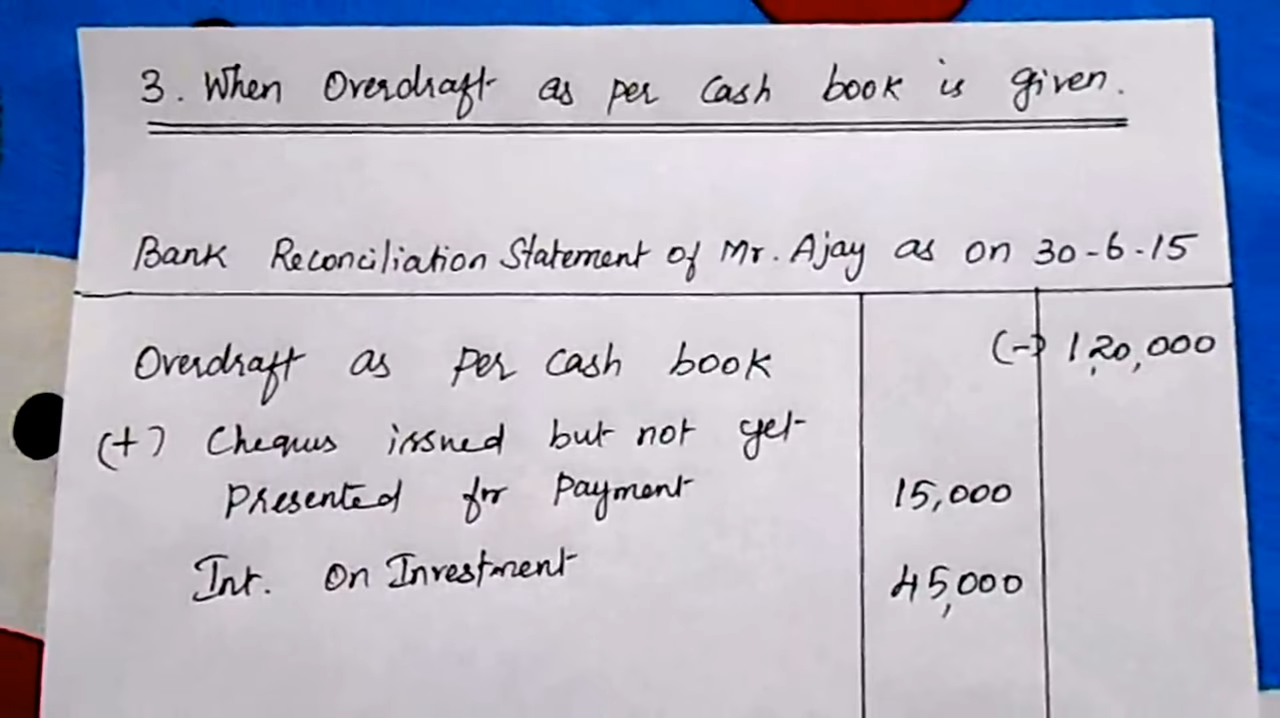 3. When Overdraft as per Cash book is given.
Bank Reconciliation Statement of Mr. Ajay as on 30-6-15
Overdraft as per cash book (-) 1,20,000
(+) Cheques issued but not yet
Presented for Payment 15,000
Int. on Investment 45,000